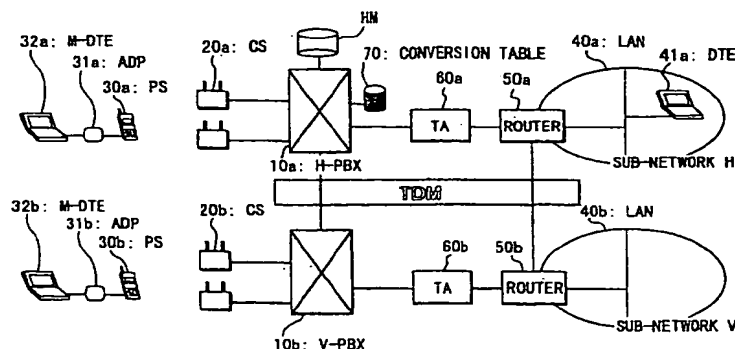 HM
32a: M-DTE
31a: ADP
30a: PS
20a: CS
70: CONVERSION TABLE
60a
50a
40a: LAN
41a: DTE
TA
ROUTER
SUB-NETWORK H
10a: H-PBX
TDM
32b: M-DTE
31b: ADP
30b: PS
20b: CS
60b
50b
40b: LAN
TA
ROUTER
SUB-NETWORK V
10b: V-PBX